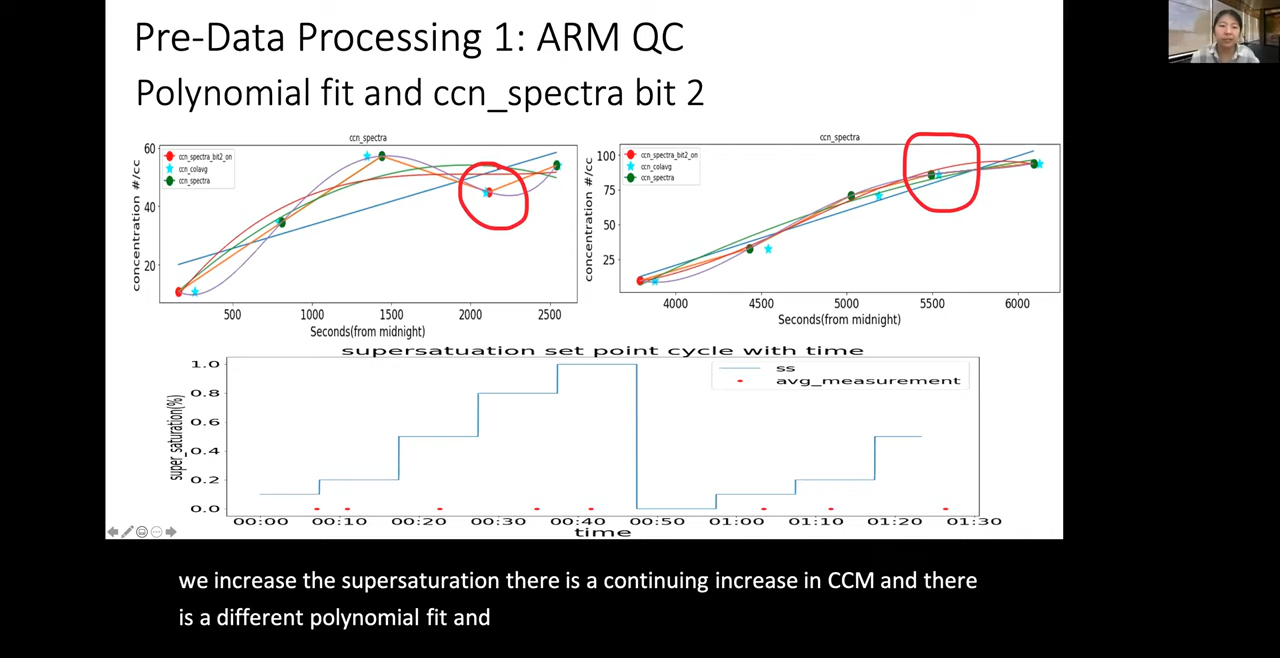 Pre-Data Processing 1: ARM QC
Polynomial fit and ccn_spectra bit 2
ccn_spectra
60
40
20
concentration #/cc
ccn_spectra_bit2_on
ccn_colavg
ccn_spectra
500 1000 1500 2000 2500
Seconds(from midnight)
ccn_spectra
100
75
50
25
concentration #/cc
ccn_spectra_bit2_on
ccn_colavg
ccn_spectra
4000 4500 5000 5500 6000
Seconds(from midnight)
supersatuation set point cycle with time
1.0
0.8
0.6
0.4
0.2
0.0
super_saturation(%)
ss
avg_measurement
00:00 00:10 00:20 00:30 00:40 00:50 01:00 01:10 01:20 01:30
time
we increase the supersaturation there is a continuing increase in CCM and there
is a different polynomial fit and